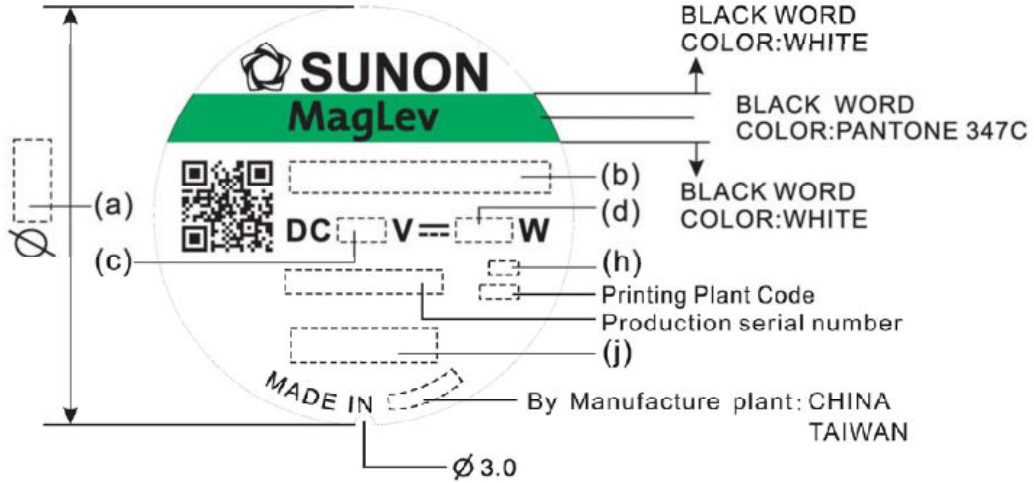 BLACK WORD
COLOR:WHITE
SUNON
MagLev
BLACK WORD
COLOR:PANTONE 347C
(a)
(b)
BLACK WORD
COLOR:WHITE
(d)
DC V W
(c)
(h)
Printing Plant Code
Production serial number
(j)
MADE IN
By Manufacture plant: CHINA
TAIWAN
Ø
Ø 3.0